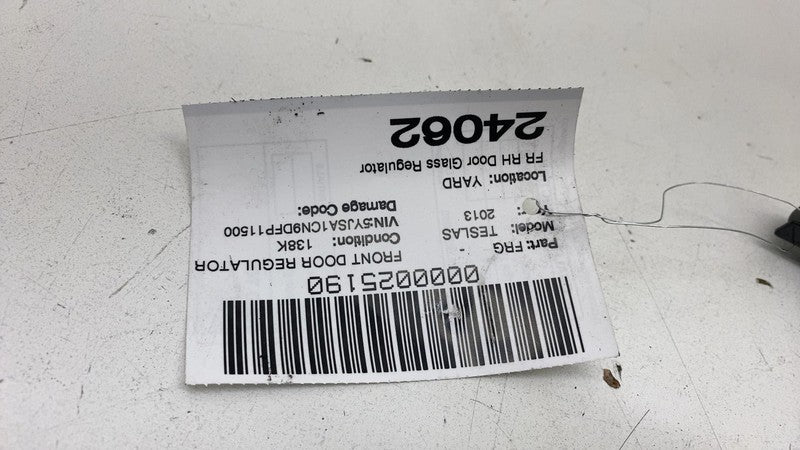 0000025190
Part: FRG - FRONT DOOR REGULATOR
Model: TESLAS Condition: 138K
Yr: 2013 VIN:5YJSA1CN9DFP11500
Location: YARD Damage Code:
FR RH Door Glass Regulator
24062